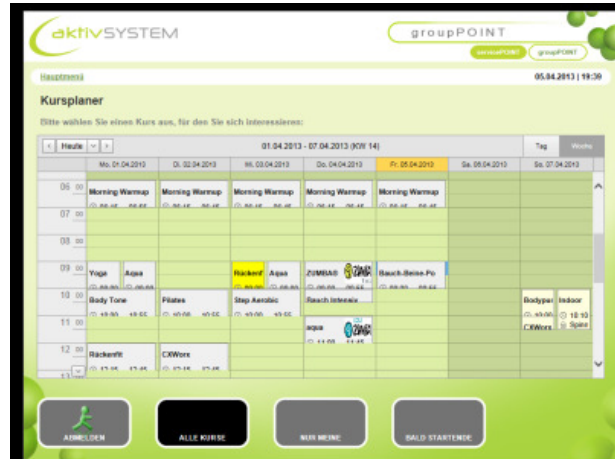 aktivSYSTEM
groupPOINT
servicePOINT groupPOINT
Hauptmenü
05.04.2013 | 19:39
Kursplaner
Bitte wählen Sie einen Kurs aus, für den Sie sich interessieren:
Heute
01.04.2013 - 07.04.2013 (KW 14)
Tag Woche
Mo. 01.04.2013 Di. 02.04.2013 Mi. 03.04.2013 Do. 04.04.2013 Fr. 05.04.2013 Sa. 06.04.2013 So. 07.04.2013
06 00 Morning Warmup Morning Warmup Morning Warmup Morning Warmup Morning Warmup
07 00
08 00
09 00 Yoga Aqua Rückenf Aqua ZUMBA® Bauch-Beine-Po
10 00 Body Tone Pilates Step Aerobic Bauch Intensiv Bodypu Indoor
11 00 aqua CXWorx
12 00 Rückenfit CXWorx
ABMELDEN ALLE KURSE NUR MEINE BALD STARTENDE